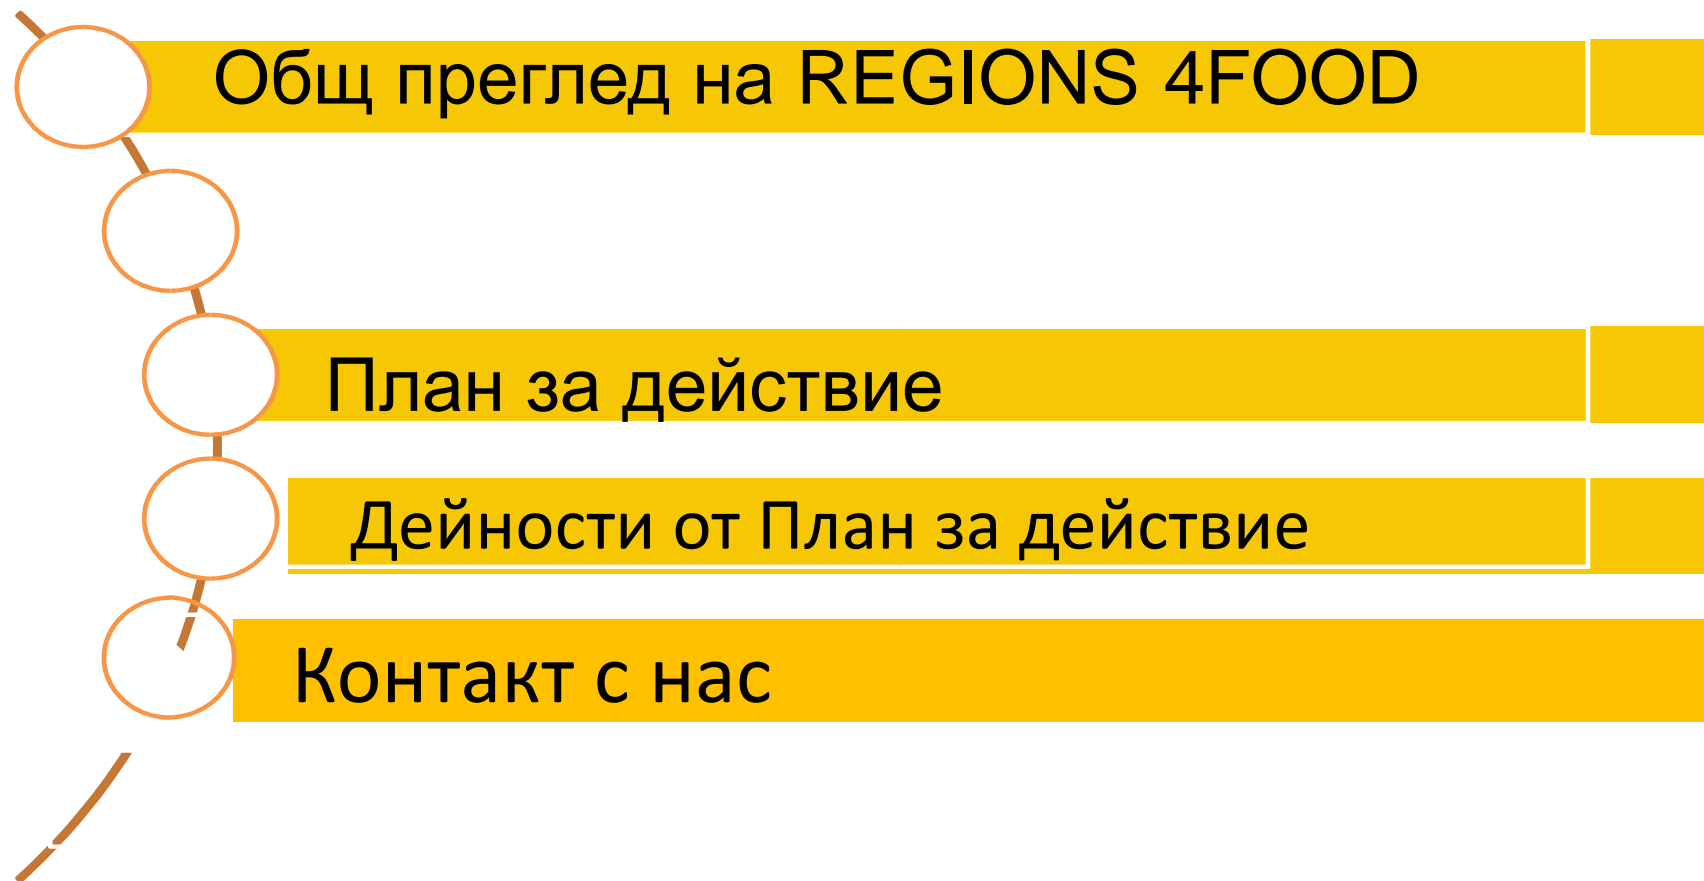 Общ преглед на REGIONS 4FOOD
План за действие
Дейности от План за действие
Контакт с нас